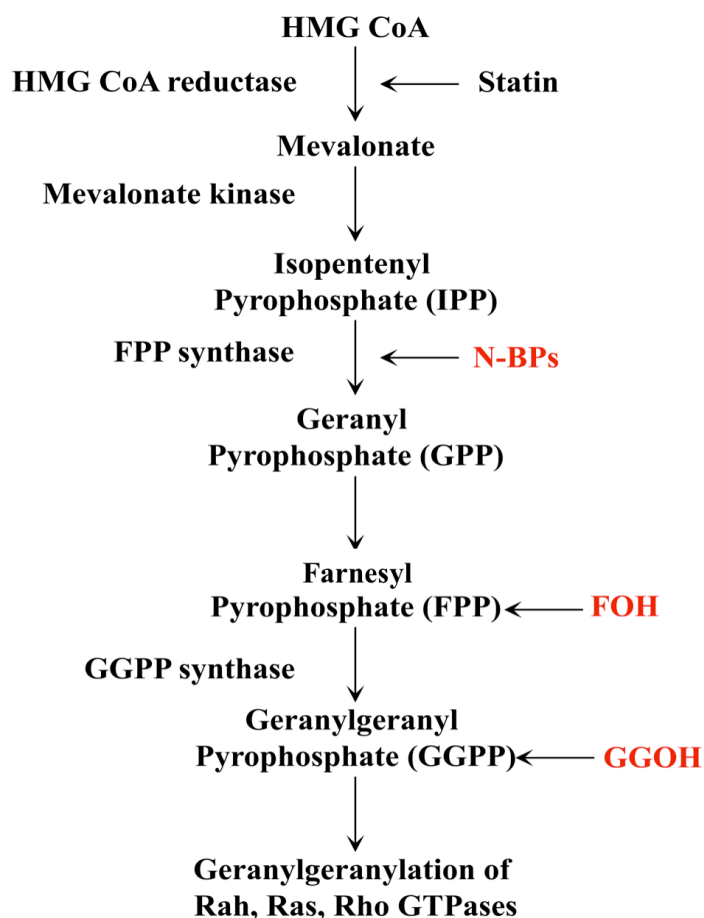 HMG CoA
HMG CoA reductase
Statin
Mevalonate
Mevalonate kinase
Isopentenyl
Pyrophosphate (IPP)
FPP synthase
N-BPs
Geranyl
Pyrophosphate (GPP)
Farnesyl
Pyrophosphate (FPP)
FOH
GGPP synthase
Geranylgeranyl
Pyrophosphate (GGPP)
GGOH
Geranylgeranylation of
Rah, Ras, Rho GTPases